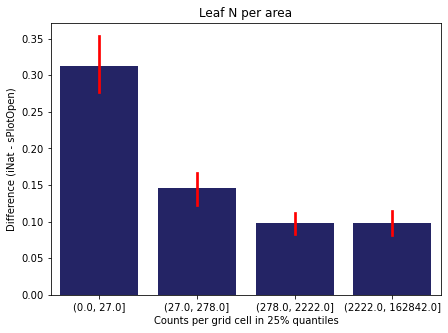 Leaf N per area
Difference (iNat - sPlotOpen)
0.35
0.30
0.25
0.20
0.15
0.10
0.05
0.00
(0.0, 27.0] (27.0, 278.0] (278.0, 2222.0] (2222.0, 162842.0]
Counts per grid cell in 25% quantiles